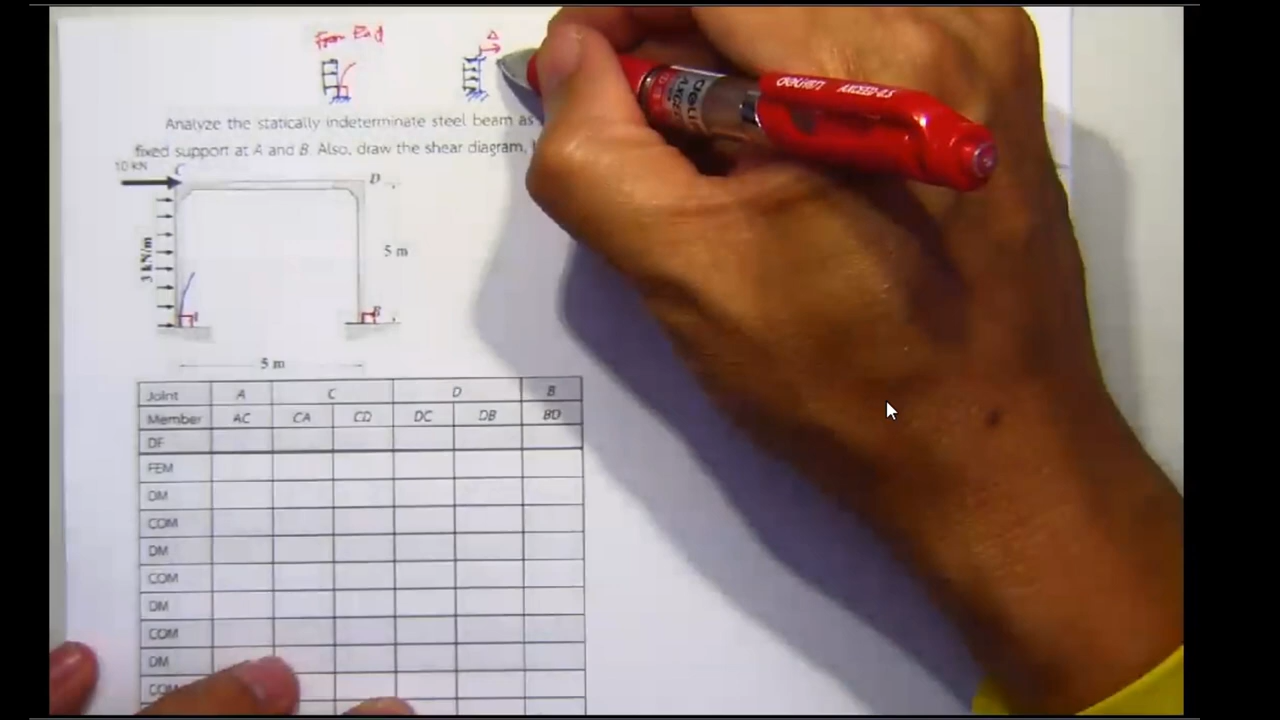 Δ
Analyze the statically indeterminate steel beam as
fixed support at A and B. Also, draw the shear diagram,
10 kN
C
D
3 kN/m
5 m
B
5 m
Joint A C D B
Member AC CA CD DC DB BD
DF
FEM
DM
COM
DM
COM
DM
COM
DM
COM
deli